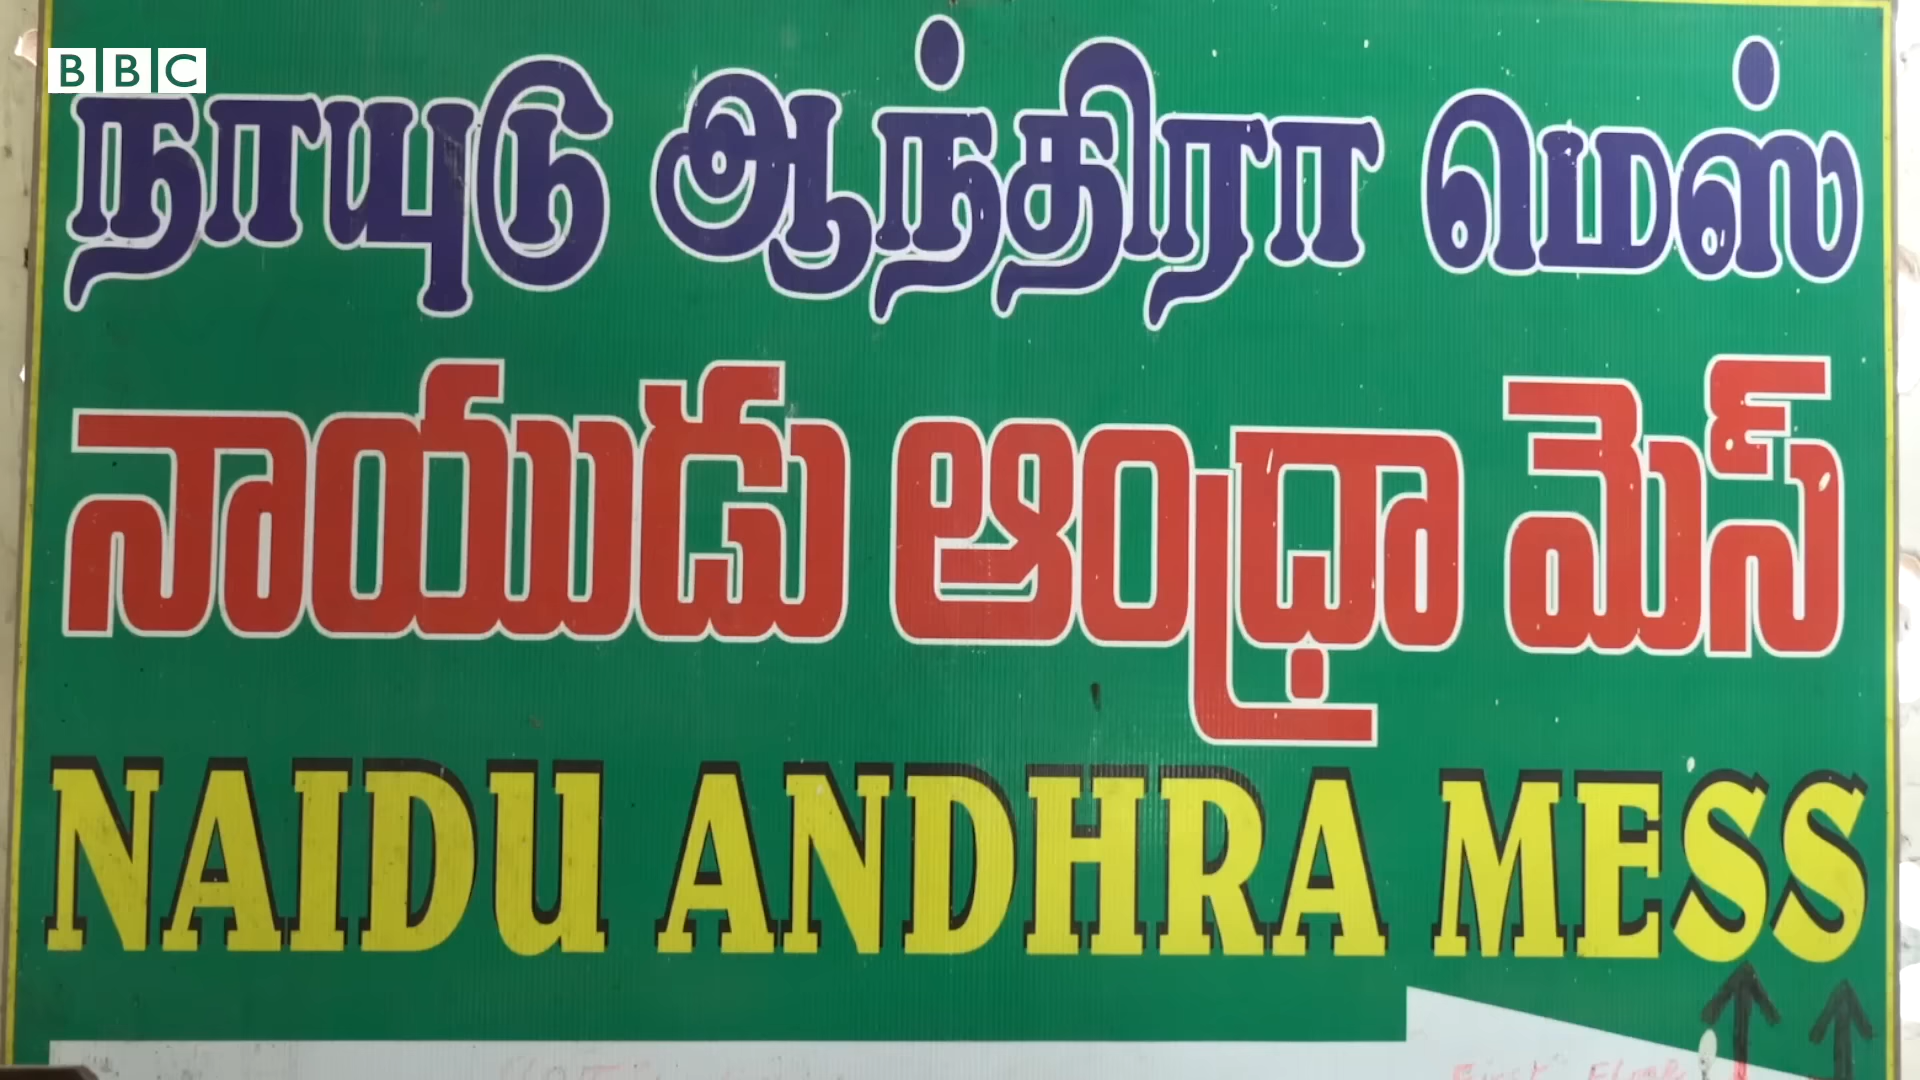 BBC
நாயுடு ஆந்திரா மெஸ்
నాయుడు ఆంధ్రా మెస్
NAIDU ANDHRA MESS